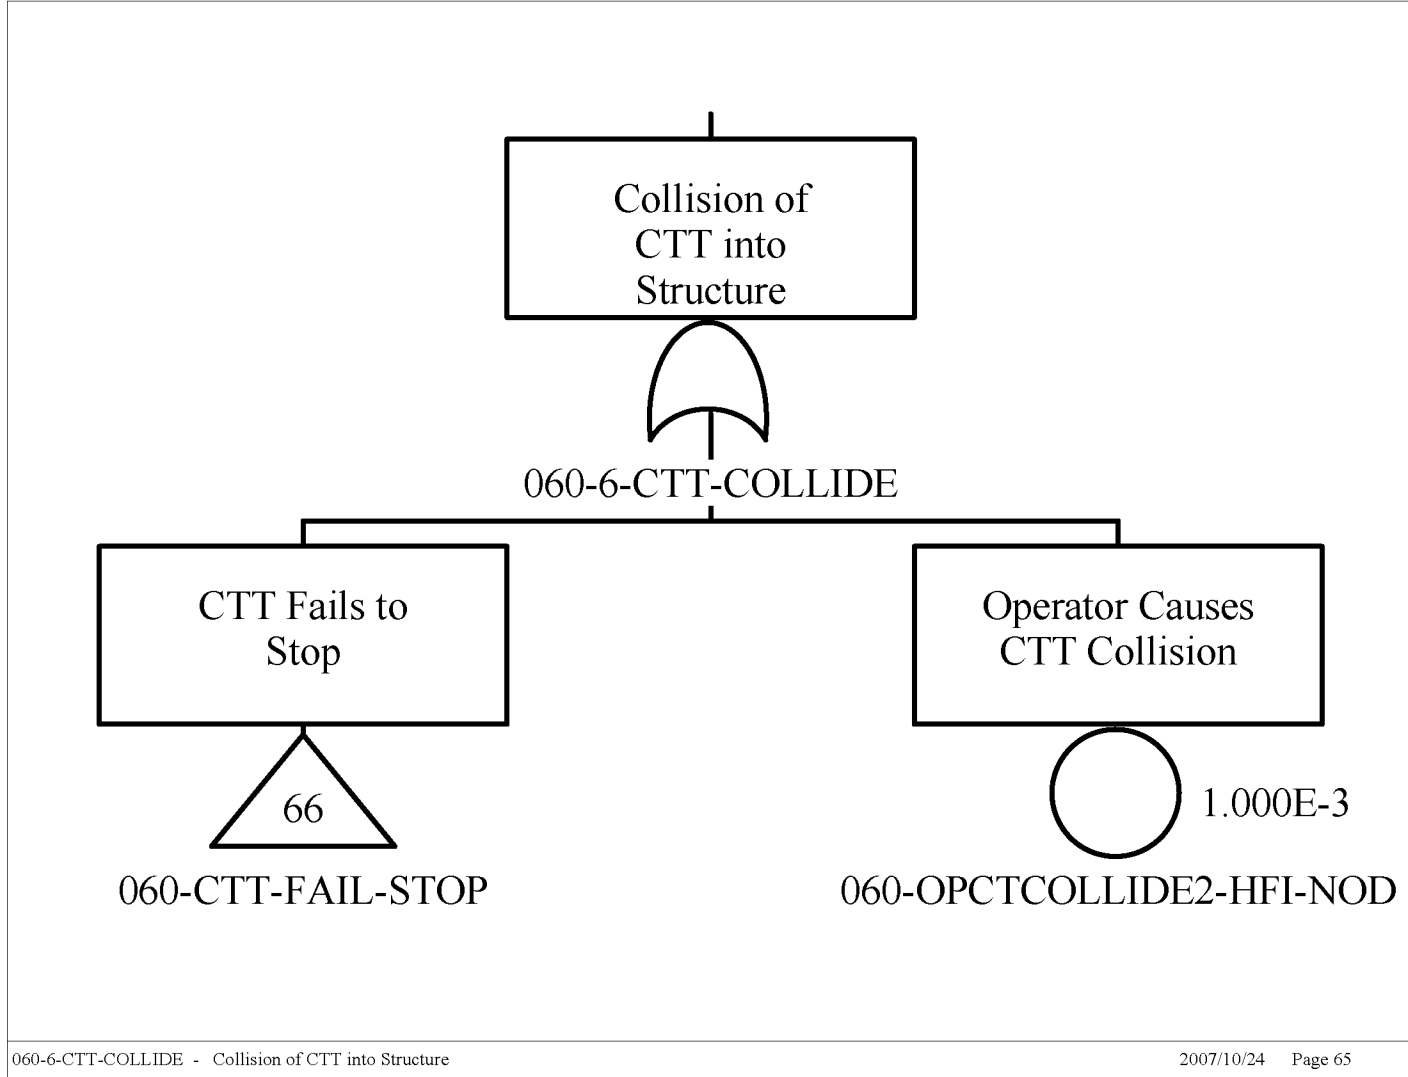 Collision of
CTT into
Structure
060-6-CTT-COLLIDE
CTT Fails to
Stop
Operator Causes
CTT Collision
66
1.000E-3
060-CTT-FAIL-STOP
060-OPCTCOLLIDE2-HFI-NOD
060-6-CTT-COLLIDE - Collision of CTT into Structure
2007/10/24 Page 65